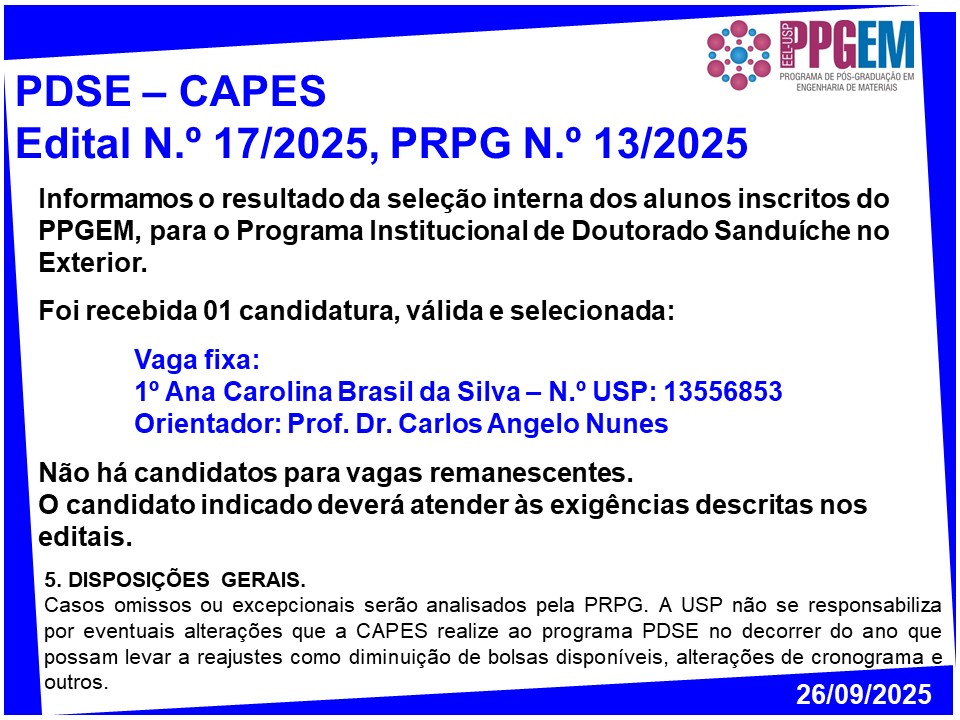 EEL-USP
PPGEM
PROGRAMA DE PÓS-GRADUAÇÃO EM
ENGENHARIA DE MATERIAIS
PDSE – CAPES
Edital N.º 17/2025, PRPG N.º 13/2025
Informamos o resultado da seleção interna dos alunos inscritos do
PPGEM, para o Programa Institucional de Doutorado Sanduíche no
Exterior.
Foi recebida 01 candidatura, válida e selecionada:
Vaga fixa:
1º Ana Carolina Brasil da Silva – N.º USP: 13556853
Orientador: Prof. Dr. Carlos Angelo Nunes
Não há candidatos para vagas remanescentes.
O candidato indicado deverá atender às exigências descritas nos
editais.
5. DISPOSIÇÕES GERAIS.
Casos omissos ou excepcionais serão analisados pela PRPG. A USP não se responsabiliza
por eventuais alterações que a CAPES realize ao programa PDSE no decorrer do ano que
possam levar a reajustes como diminuição de bolsas disponíveis, alterações de cronograma e
outros.
26/09/2025